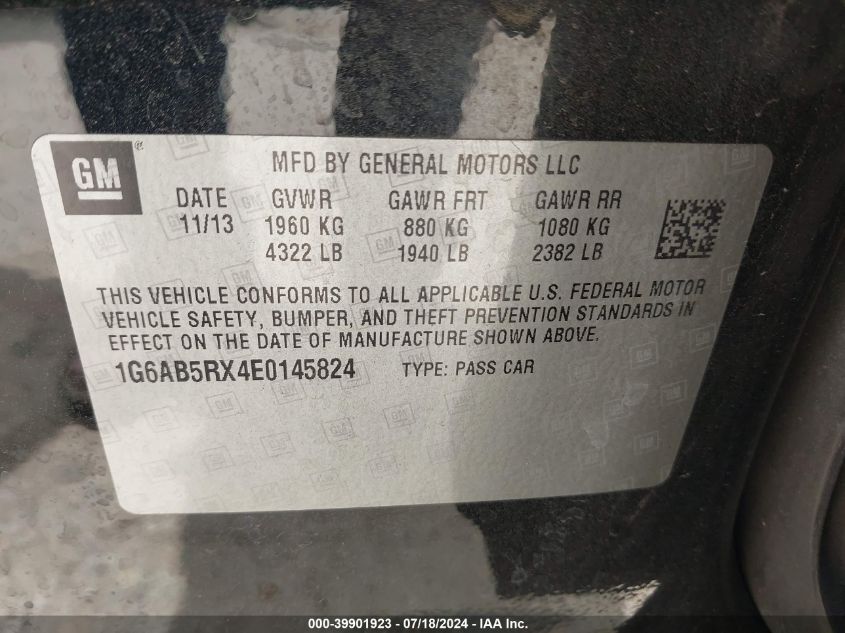 GM
MFD BY GENERAL MOTORS LLC
DATE GVWR GAWR FRT GAWR RR
11/13 1960 KG 880 KG 1080 KG
4322 LB 1940 LB 2382 LB
THIS VEHICLE CONFORMS TO ALL APPLICABLE U.S. FEDERAL MOTOR
VEHICLE SAFETY, BUMPER, AND THEFT PREVENTION STANDARDS IN
EFFECT ON THE DATE OF MANUFACTURE SHOWN ABOVE.
1G6AB5RX4E0145824 TYPE: PASS CAR
000-39901923 - 07/18/2024 - IAA Inc.